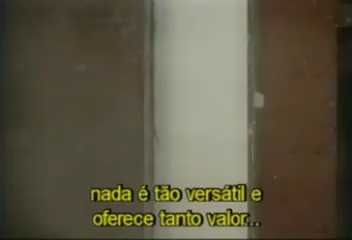 nada é tão versátil e
oferece tanto valor...